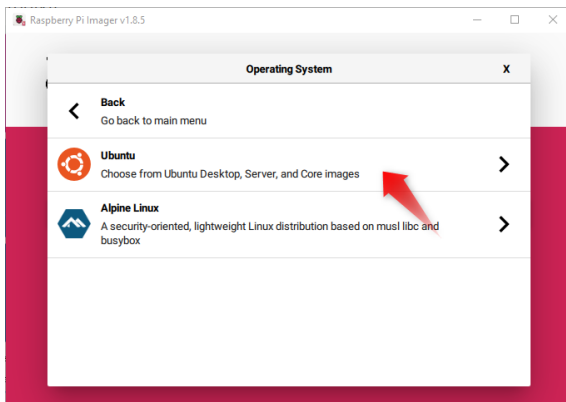 Raspberry Pi Imager v1.8.5
Operating System X
Back
Go back to main menu
Ubuntu
Choose from Ubuntu Desktop, Server, and Core images
Alpine Linux
A security-oriented, lightweight Linux distribution based on musl libc and
busybox